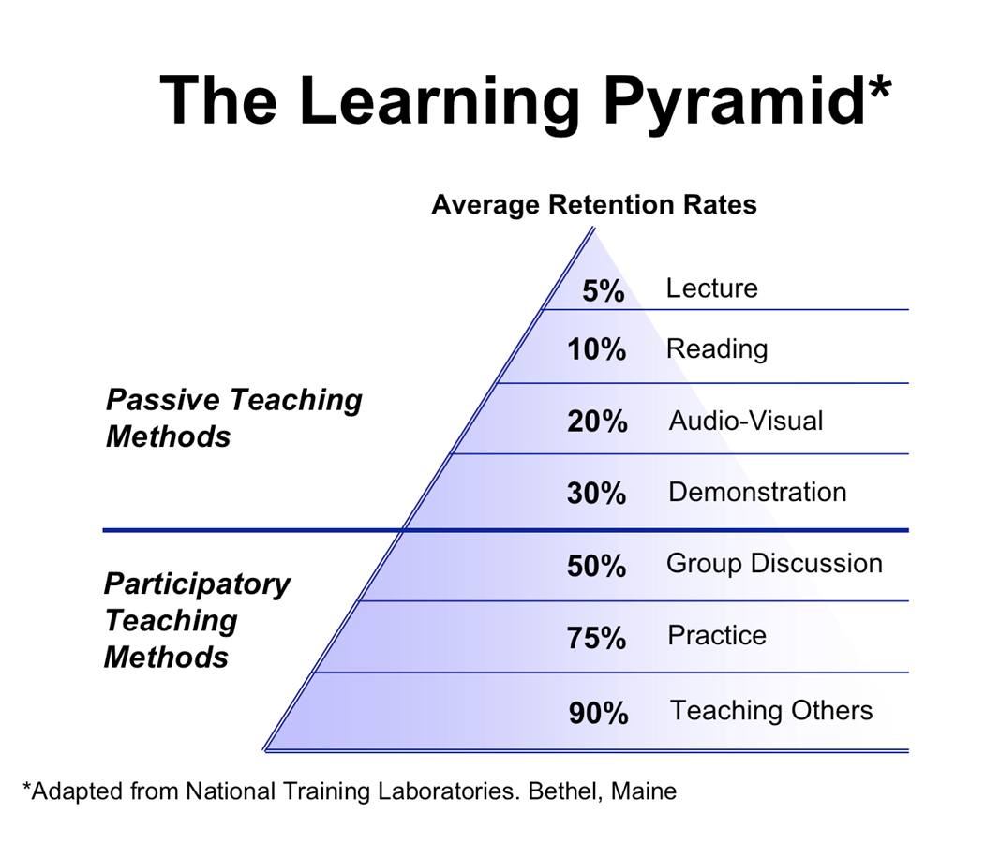 The Learning Pyramid*
Average Retention Rates
5% Lecture
10% Reading
20% Audio-Visual
30% Demonstration
Passive Teaching
Methods
50% Group Discussion
75% Practice
90% Teaching Others
Participatory
Teaching
Methods
*Adapted from National Training Laboratories. Bethel, Maine